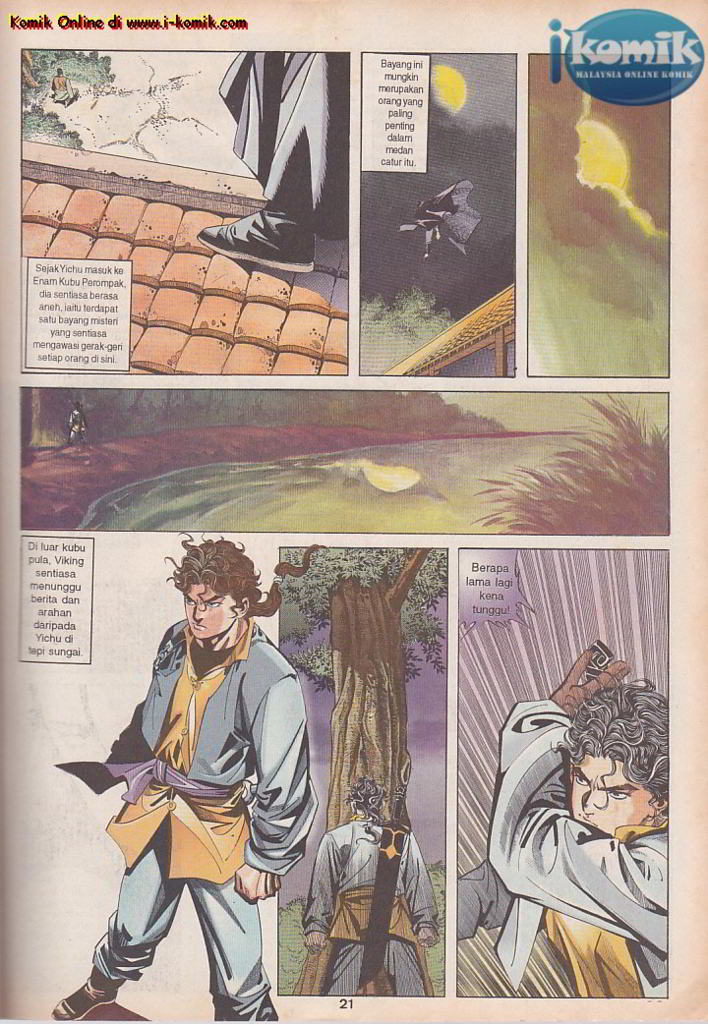 Komik Online di www.i-komik.com
ikomik
MALAYSIA ONLINE KOMIK
Sejak Yichu masuk ke
Enam Kubu Perompak,
dia sentiasa berasa
aneh, iaitu terdapat
satu bayang misteri
yang sentiasa
mengawasi gerak-geri
setiap orang di sini.
Bayang ini
mungkin
merupakan
orang yang
paling
penting
dalam
medan
catur itu.
Di luar kubu
pula, Viking
sentiasa
menunggu
berita dan
arahan
daripada
Yichu di
tepi sungai.
Berapa
lama lagi
kena
tunggu!
21